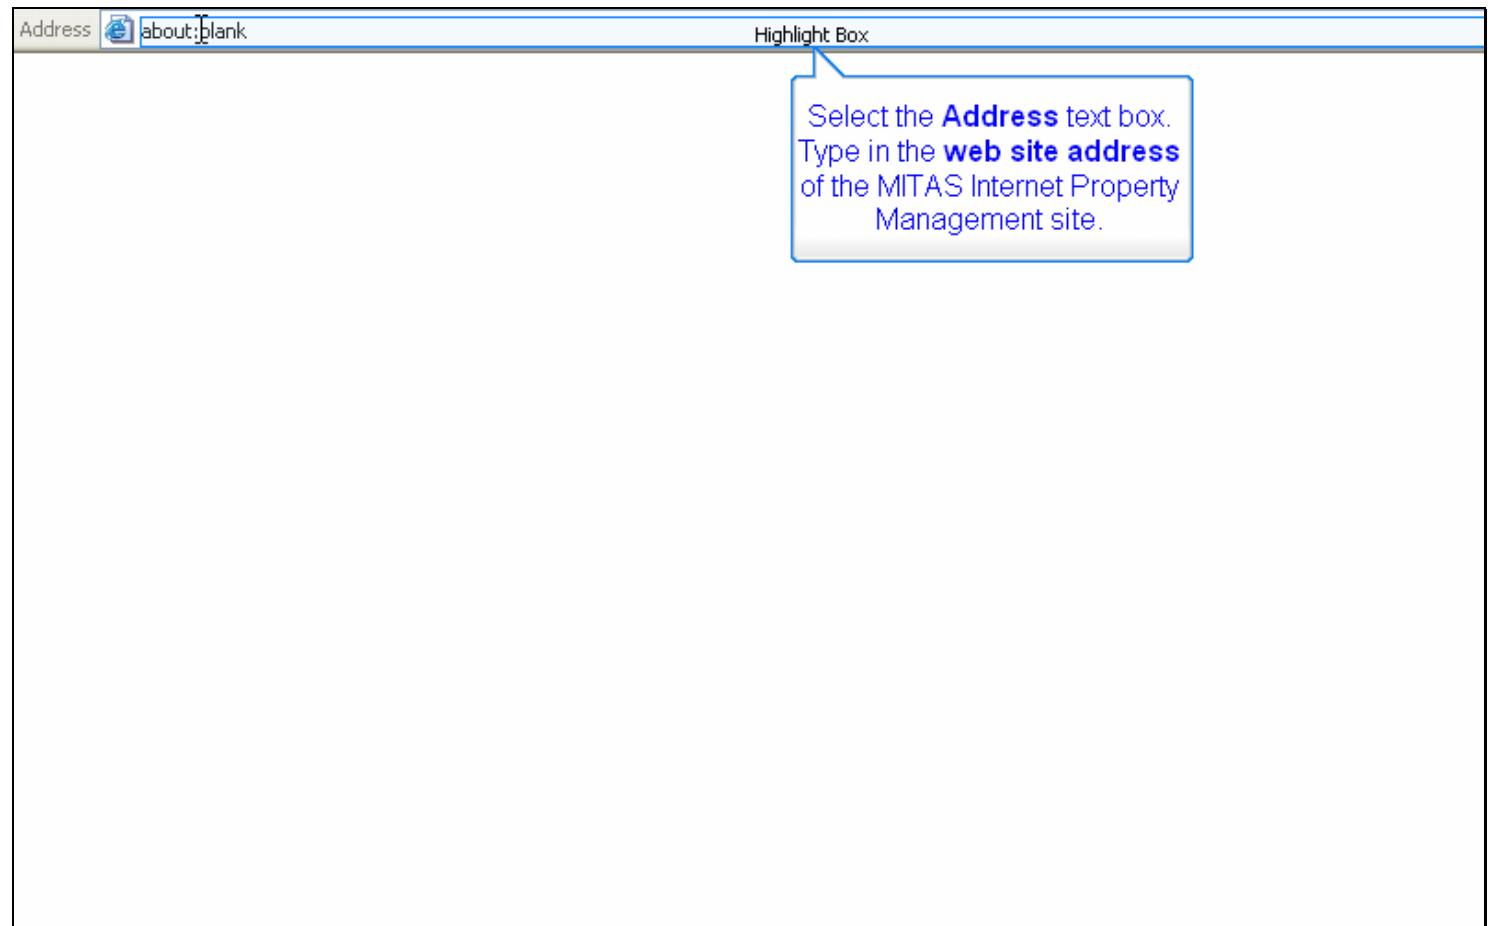 Address about:blank Highlight Box
Select the Address text box.
Type in the web site address
of the MITAS Internet Property
Management site.